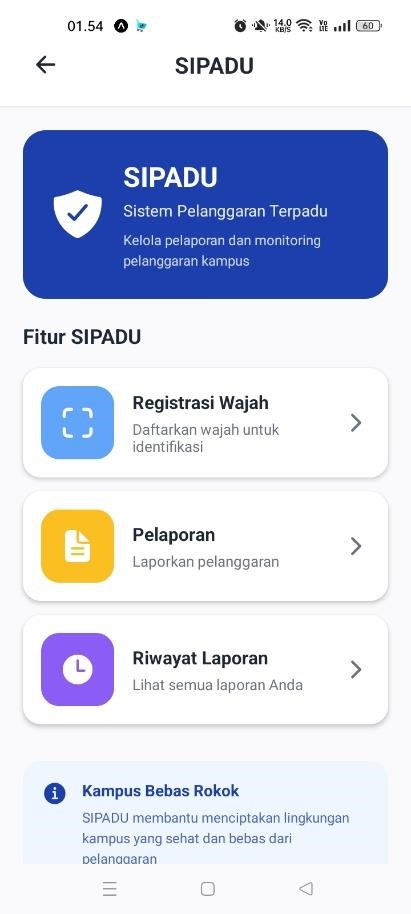 01.54
14.0
KB/S
Vo
LTE
60
SIPADU
SIPADU
Sistem Pelanggaran Terpadu
Kelola pelaporan dan monitoring
pelanggaran kampus
Fitur SIPADU
Registrasi Wajah
Daftarkan wajah untuk
identifikasi
Pelaporan
Laporkan pelanggaran
Riwayat Laporan
Lihat semua laporan Anda
Kampus Bebas Rokok
SIPADU membantu menciptakan lingkungan
kampus yang sehat dan bebas dari
pelanggaran